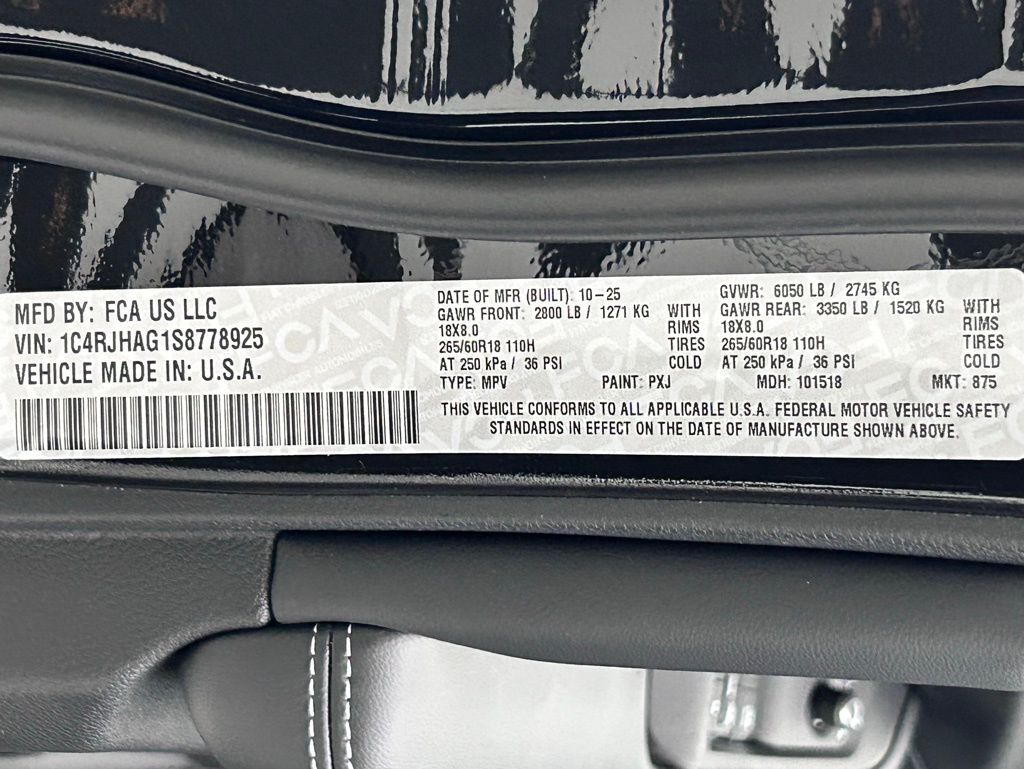 MFD BY: FCA US LLC
VIN: 1C4RJHAG1S8778925
VEHICLE MADE IN: U.S.A.
DATE OF MFR (BUILT): 10-25 GVWR: 6050 LB / 2745 KG
GAWR FRONT: 2800 LB / 1271 KG WITH GAWR REAR: 3350 LB / 1520 KG WITH
18X8.0 RIMS 18X8.0 RIMS
265/60R18 110H TIRES 265/60R18 110H TIRES
AT 250 kPa / 36 PSI COLD AT 250 kPa / 36 PSI COLD
TYPE: MPV PAINT: PXJ MDH: 101518 MKT: 875
THIS VEHICLE CONFORMS TO ALL APPLICABLE U.S.A. FEDERAL MOTOR VEHICLE SAFETY
STANDARDS IN EFFECT ON THE DATE OF MANUFACTURE SHOWN ABOVE.